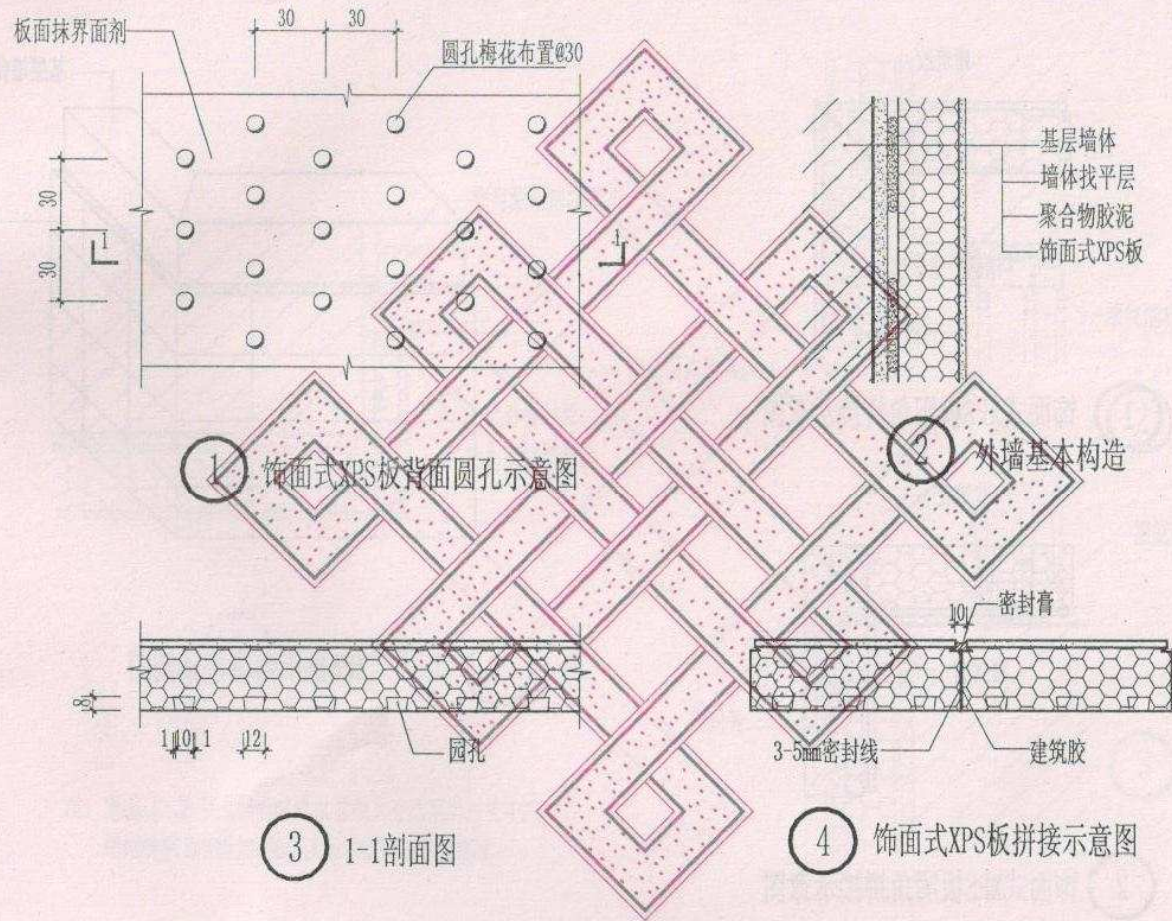 30 30
板面抹界面剂
圆孔梅花布置@30
30
30
1 1
① 饰面式XPS板背面圆孔示意图
基层墙体
墙体找平层
聚合物胶泥
饰面式XPS板
② 外墙基本构造
8
1 10 1 12
园孔
③ 1-1剖面图
10
密封膏
3-5mm密封线
建筑胶
④ 饰面式XPS板拼接示意图